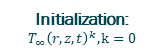 Initialization:
T∞(r,z,t)^k,k = 0